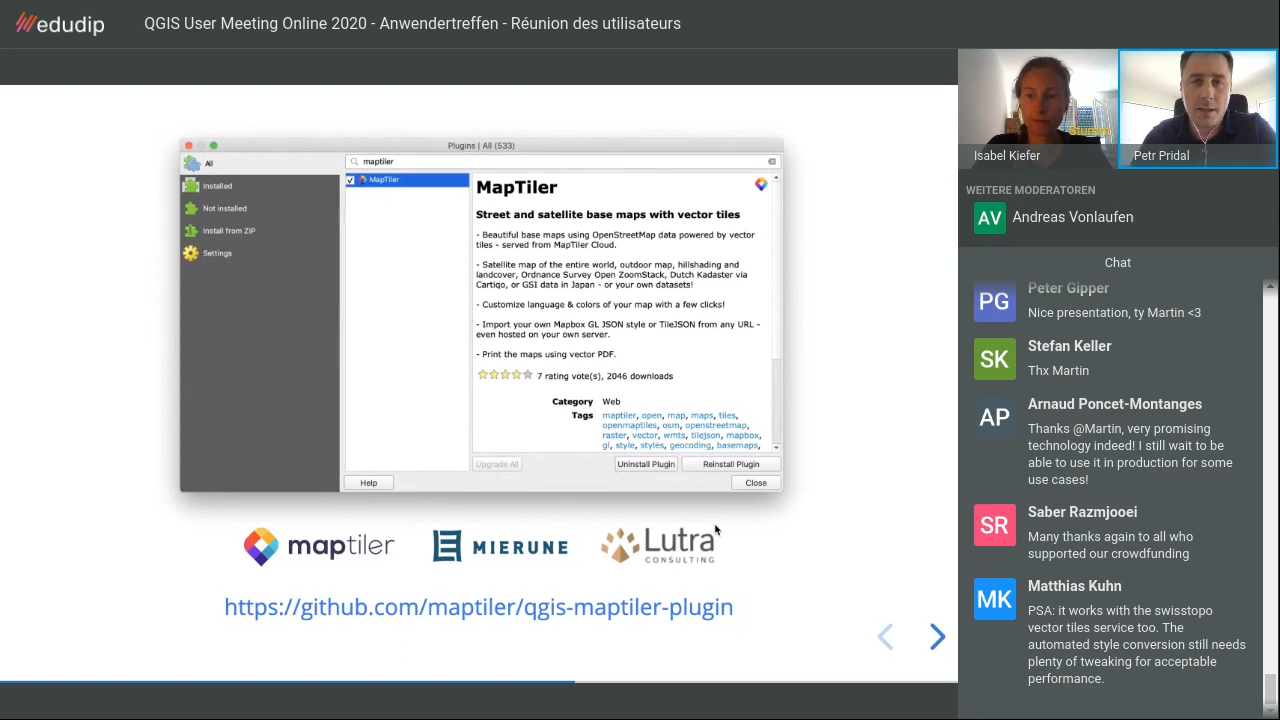 edudip
QGIS User Meeting Online 2020 - Anwendertreffen - Réunion des utilisateurs
Plugins | All (533)
All
Installed
Not installed
Install from ZIP
Settings
maptiler
MapTiler
MapTiler
Street and satellite base maps with vector tiles
- Beautiful base maps using OpenStreetMap data powered by vector
tiles - served from MapTiler Cloud.
- Satellite map of the entire world, outdoor map, hillshading and
landcover, Ordnance Survey Open ZoomStack, Dutch Kadaster via
Cartiqo, or GSI data in Japan - or your own datasets!
- Customize language & colors of your map with a few clicks!
- Import your own Mapbox GL JSON style or TileJSON from any URL -
even hosted on your own server.
- Print the maps using vector PDF.
7 rating vote(s), 2046 downloads
Category Web
Tags maptiler, open, map, maps, tiles,
openmaptiles, osm, openstreetmap,
raster, vector, wmts, tilejson, mapbox,
gl, style, styles, geocoding, basemaps,
Upgrade All
Uninstall Plugin
Reinstall Plugin
Help
Close
maptiler
MIERUNE
Lutra
CONSULTING
https://github.com/maptiler/qgis-maptiler-plugin
Stumm
Isabel Kiefer
Petr Pridal
WEITERE MODERATOREN
AV
Andreas Vonlaufen
Chat
PG
Peter Gipper
Nice presentation, ty Martin <3
SK
Stefan Keller
Thx Martin
AP
Arnaud Poncet-Montanges
Thanks @Martin, very promising
technology indeed! I still wait to be
able to use it in production for some
use cases!
SR
Saber Razmjooei
Many thanks again to all who
supported our crowdfunding
MK
Matthias Kuhn
PSA: it works with the swisstopo
vector tiles service too. The
automated style conversion still needs
plenty of tweaking for acceptable
performance.